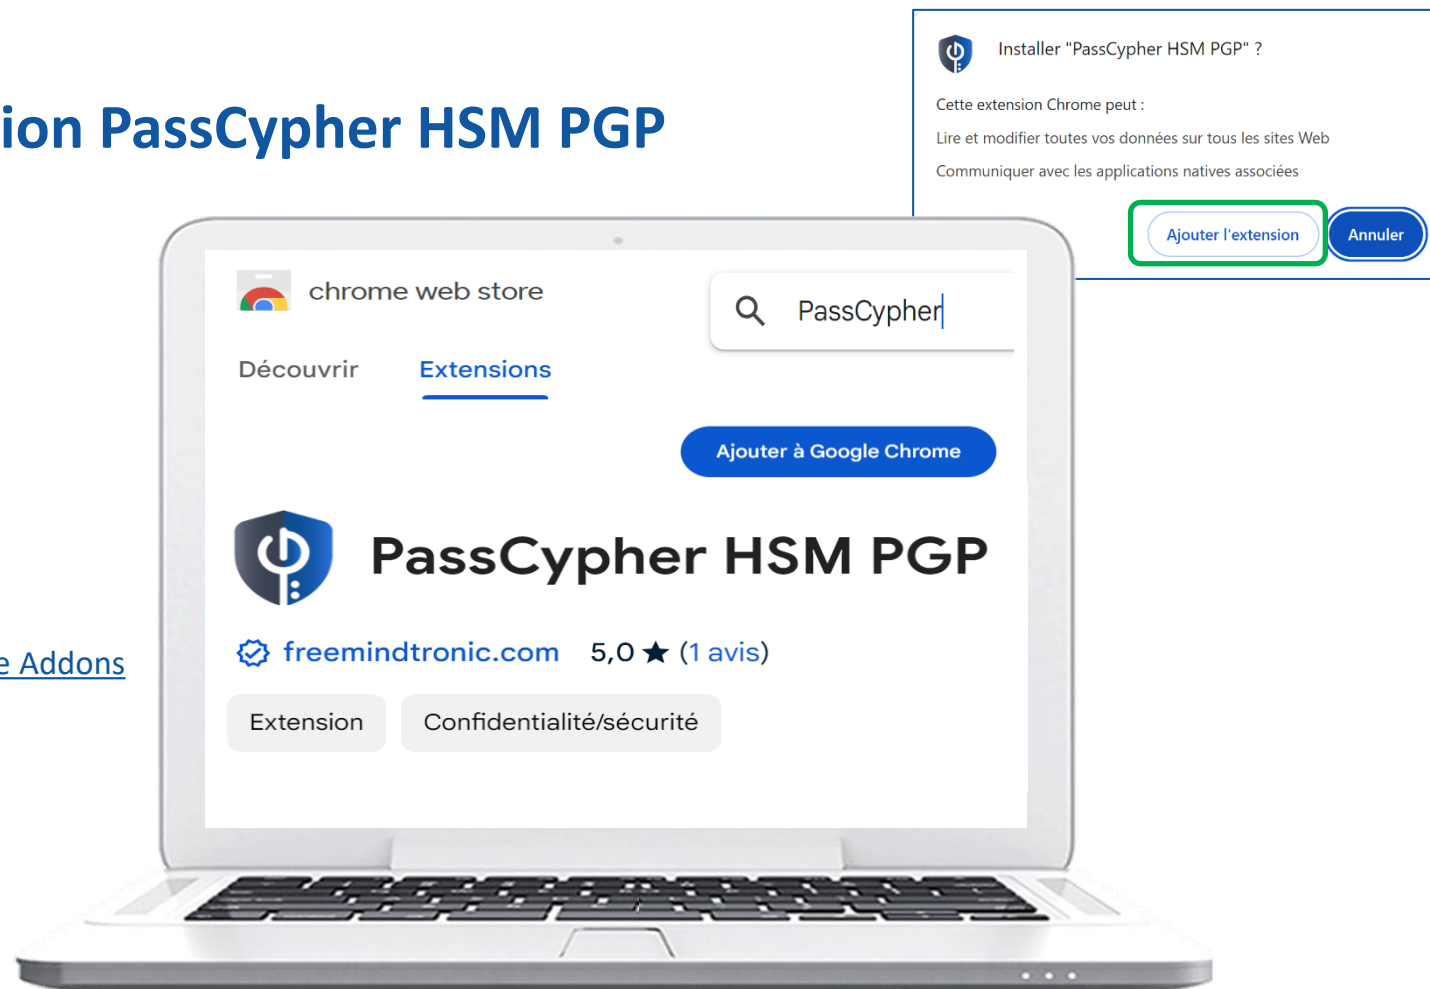 Installer "PassCypher HSM PGP" ?
Cette extension Chrome peut :
Lire et modifier toutes vos données sur tous les sites Web
Communiquer avec les applications natives associées
Ajouter l'extension
Annuler
ion PassCypher HSM PGP
chrome web store
PassCypher
Découvrir
Extensions
Ajouter à Google Chrome
PassCypher HSM PGP
freemindtronic.com 5,0 ★ (1 avis)
e Addons
Extension
Confidentialité/sécurité